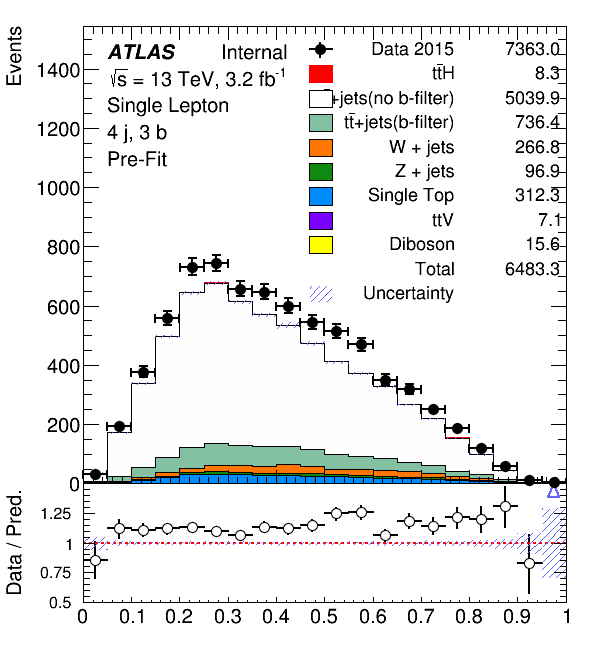 Events
ATLAS Internal
√s = 13 TeV, 3.2 fb-1
Single Lepton
4 j, 3 b
Pre-Fit
Data 2015 7363.0
tt̄H 8.3
+jets(no b-filter) 5039.9
tt̄+jets(b-filter) 736.4
W + jets 266.8
Z + jets 96.9
Single Top 312.3
ttV 7.1
Diboson 15.6
Total 6483.3
Uncertainty
1400
1200
1000
800
600
400
200
0
Data / Pred.
1.25
1
0.75
0.5
0 0.1 0.2 0.3 0.4 0.5 0.6 0.7 0.8 0.9 1